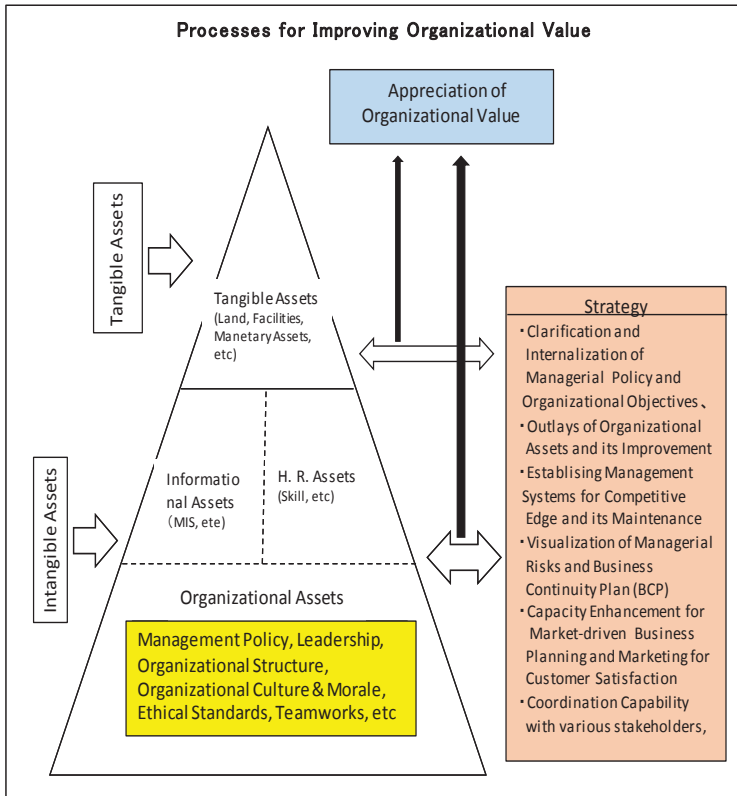 Processes for Improving Organizational Value
Appreciation of
Organizational Value
Tangible Assets
Tangible Assets
(Land, Facilities,
Manetary Assets,
etc)
Intangible Assets
Informatio
nal Assets
(MIS, ete)
H. R. Assets
(Skill, etc)
Organizational Assets
Management Policy, Leadership,
Organizational Structure,
Organizational Culture & Morale,
Ethical Standards, Teamworks, etc
Strategy
・Clarification and
Internalization of
Managerial Policy and
Organizational Objectives、
・Outlays of Organizational
Assets and its Improvement
・Establising Management
Systems for Competitive
Edge and its Maintenance
・Visualization of Managerial
Risks and Business
Continuity Plan (BCP)
・Capacity Enhancement for
Market-driven Business
Planning and Marketing for
Customer Satisfaction
・Coordination Capability
with various stakeholders,